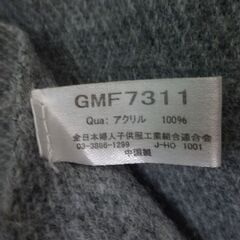 GMF7311
Qua: アクリル 100%
全日本婦人子供服工業組合連合会
03-3886-1299 J-HO 1001
中国製